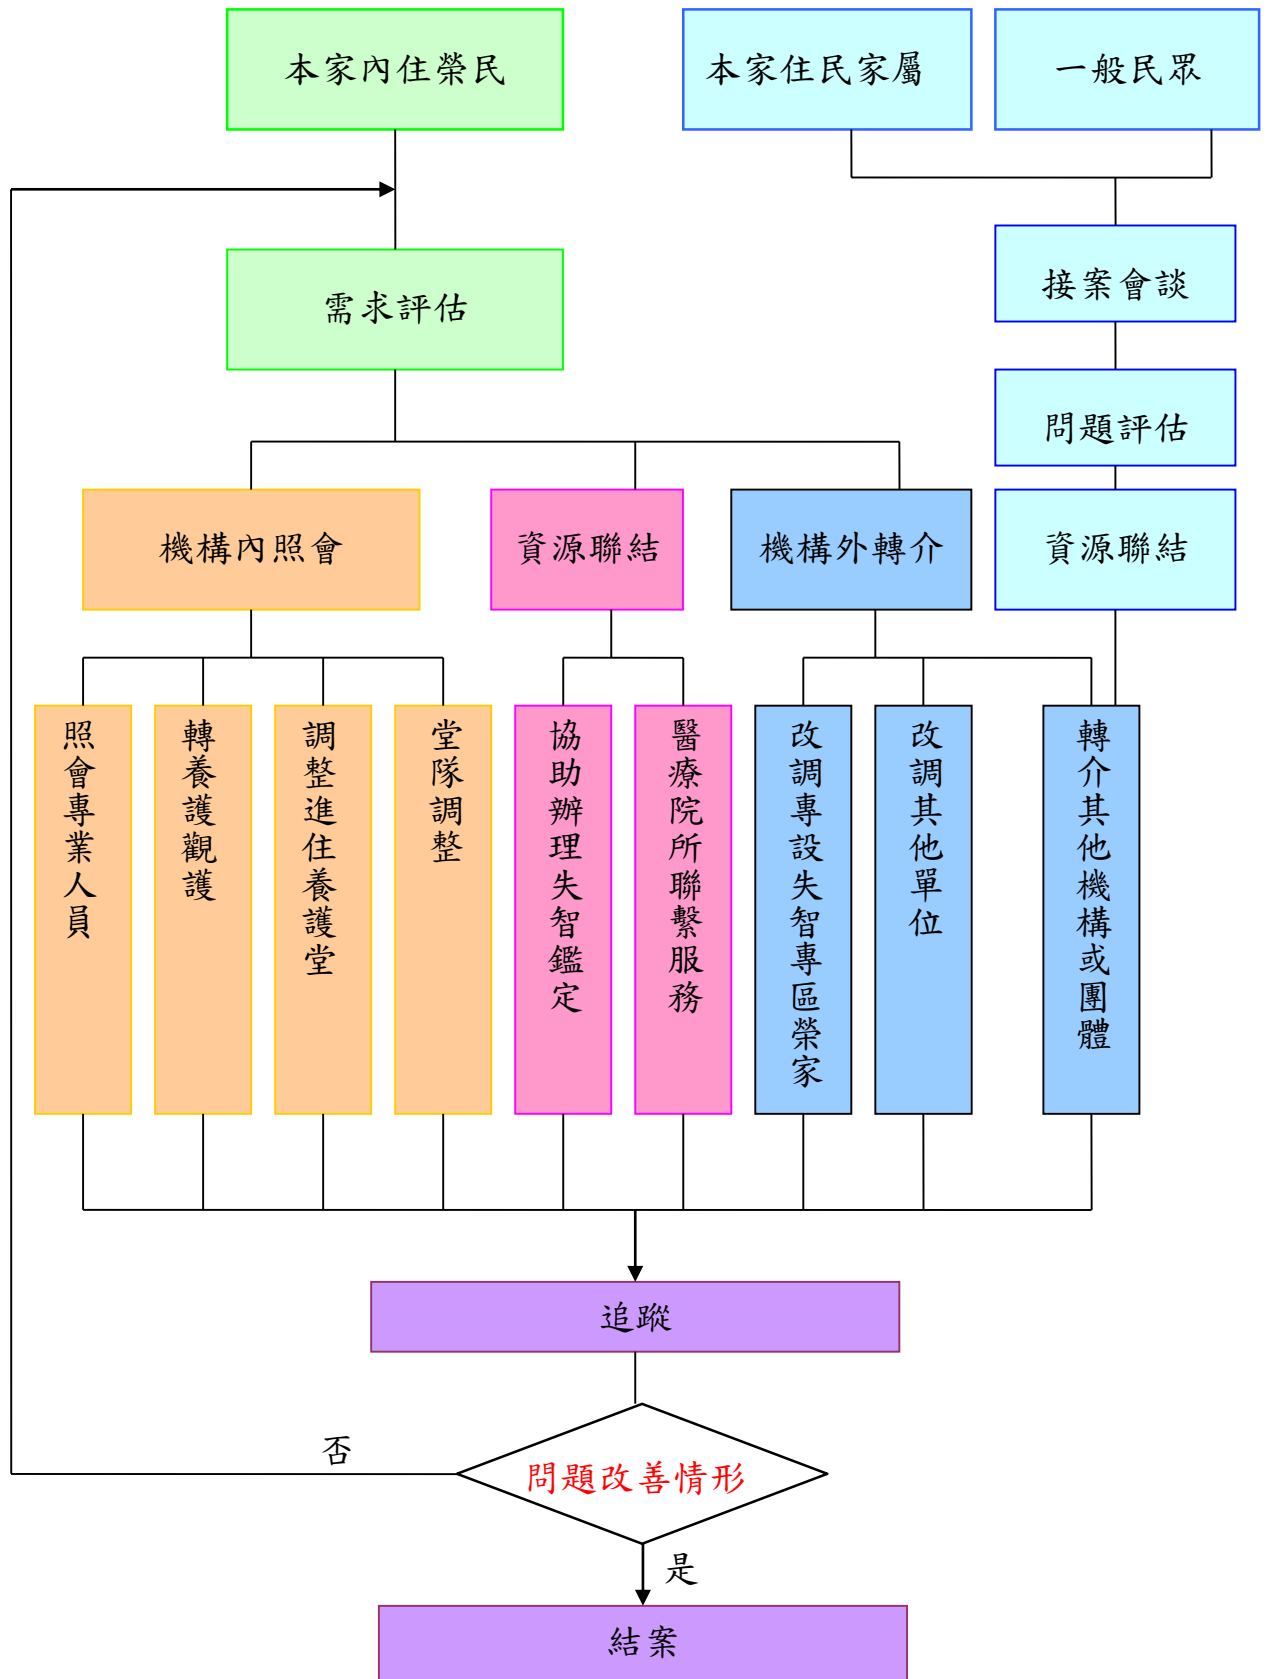 本家內住榮民
本家住民家屬
一般民眾
需求評估
接案會談
問題評估
機構內照會
資源聯結
機構外轉介
資源聯結
照會專業人員
轉養護觀護
調整進住養護堂
堂隊調整
協助辦理失智鑑定
醫療院所聯繫服務
改調專設失智專區榮家
改調其他單位
轉介其他機構或團體
追蹤
否
問題改善情形
是
結案